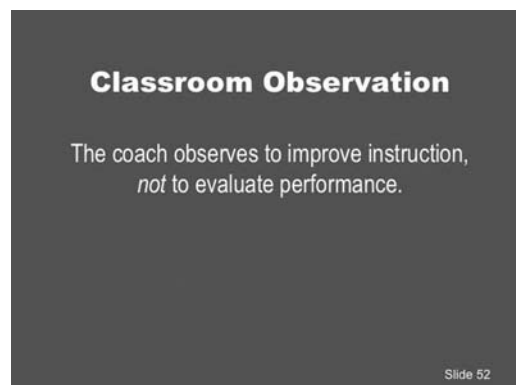 Classroom Observation
The coach observes to improve instruction,
not to evaluate performance.
Slide 52